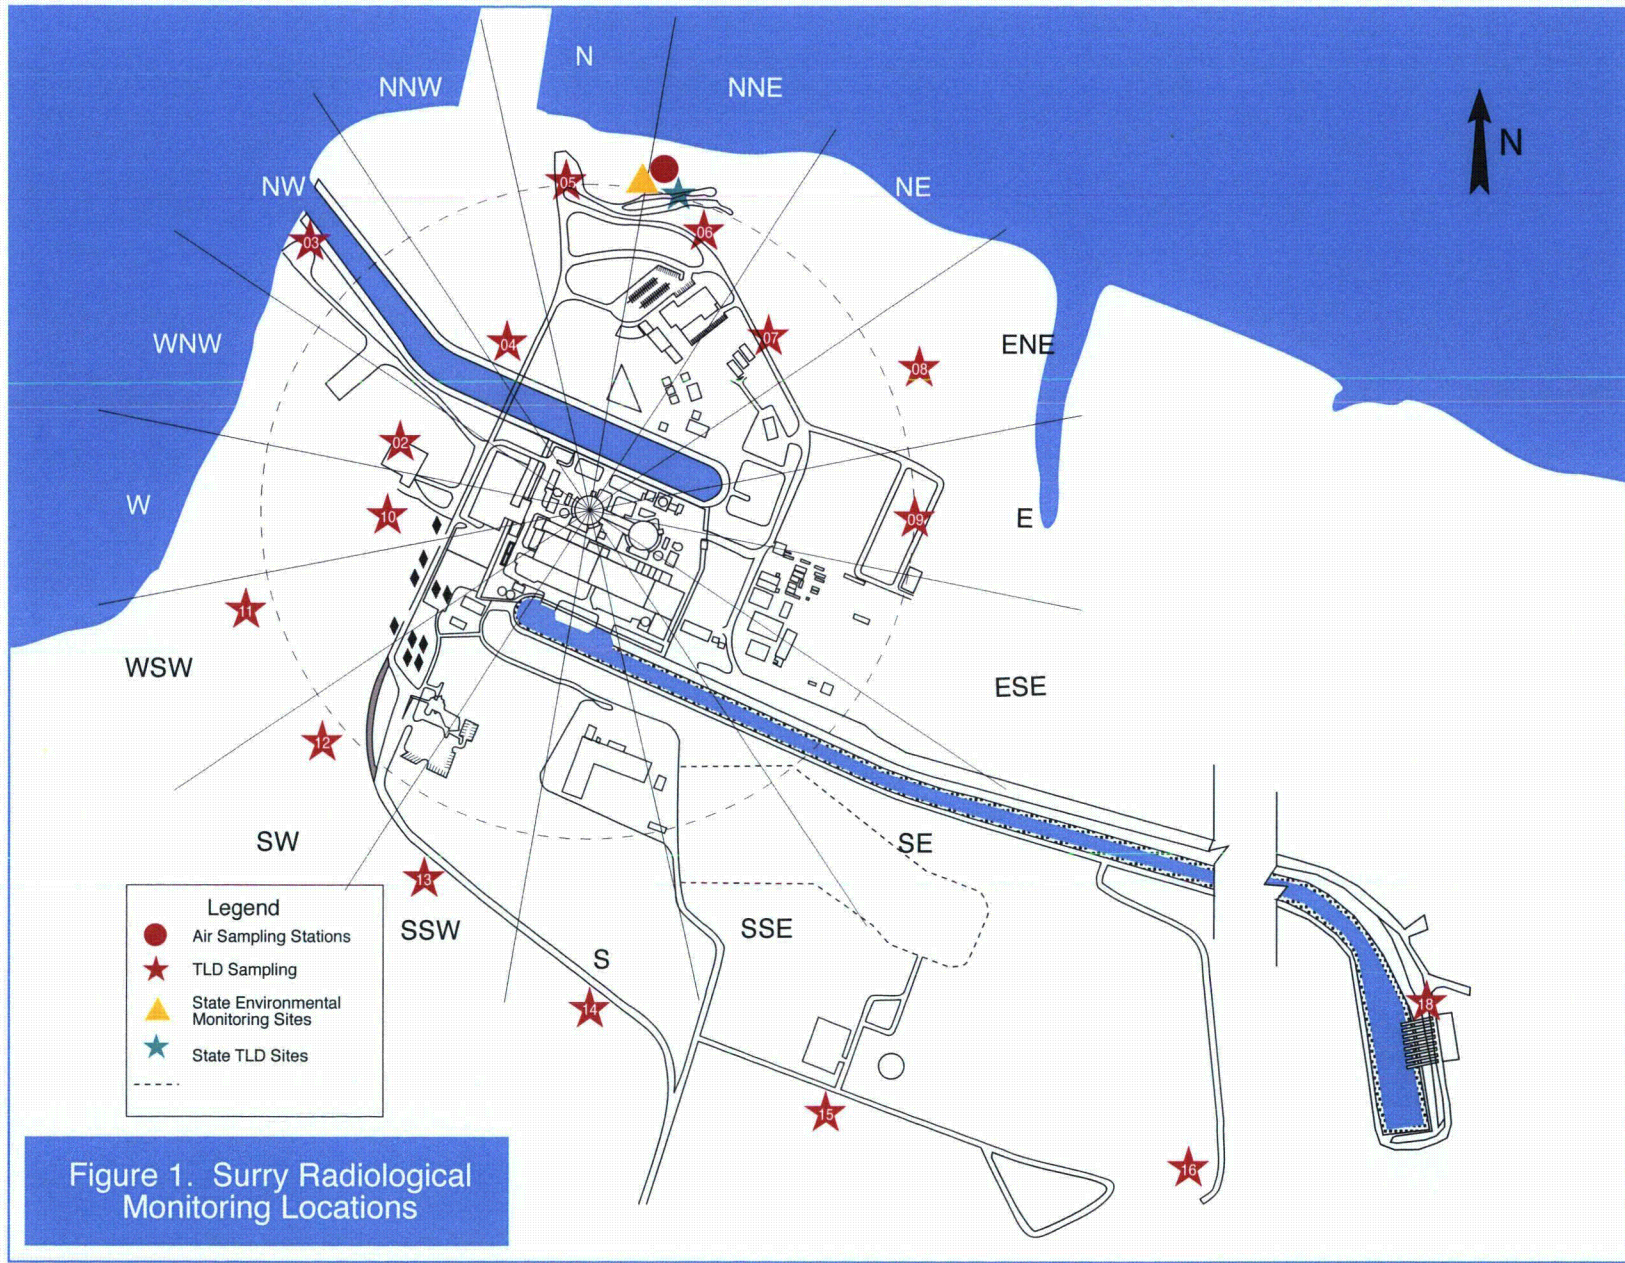 N
NNW
NNE
N
NW
NE
05
06
03
WNW
04
07
ENE
08
02
W
10
09
E
11
WSW
ESE
12
SW
SE
13
Legend
Air Sampling Stations
TLD Sampling
State Environmental
Monitoring Sites
State TLD Sites
SSW
SSE
S
14
18
15
16
Figure 1. Surry Radiological
Monitoring Locations